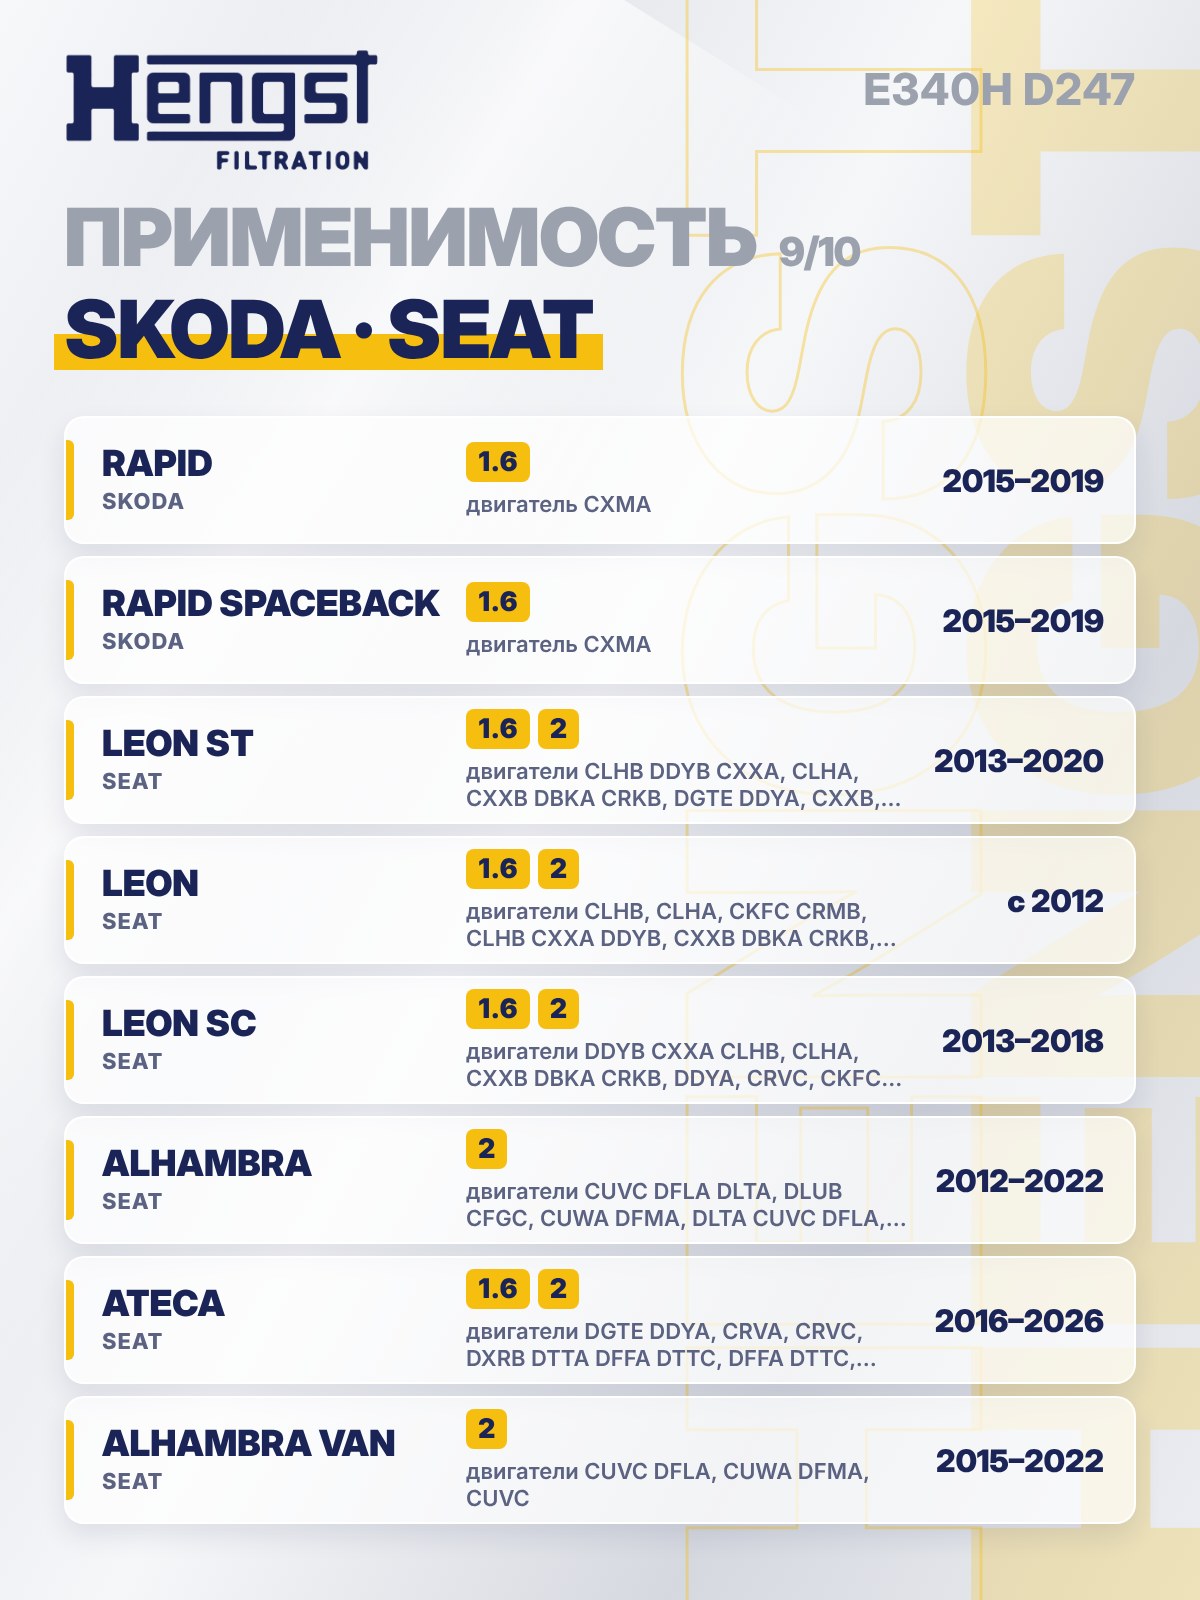 Hengst
FILTRATION
E340H D247
ПРИМЕНИМОСТЬ 9/10
SKODA · SEAT
RAPID
SKODA
1.6
двигатель CXMA
2015–2019
RAPID SPACEBACK
SKODA
1.6
двигатель CXMA
2015–2019
LEON ST
SEAT
1.6 2
двигатели CLHB DDYB CXXA, CLHA,
CXXB DBKA CRKB, DGTE DDYA, CXXB,...
2013–2020
LEON
SEAT
1.6 2
двигатели CLHB, CLHA, CKFC CRMB,
CLHB CXXA DDYB, CXXB DBKA CRKB,...
с 2012
LEON SC
SEAT
1.6 2
двигатели DDYB CXXA CLHB, CLHA,
CXXB DBKA CRKB, DDYA, CRVC, CKFC...
2013–2018
ALHAMBRA
SEAT
2
двигатели CUVC DFLA DLTA, DLUB
CFGC, CUWA DFMA, DLTA CUVC DFLA,...
2012–2022
ATECA
SEAT
1.6 2
двигатели DGTE DDYA, CRVA, CRVC,
DXRB DTTA DFFA DTTC, DFFA DTTC,...
2016–2026
ALHAMBRA VAN
SEAT
2
двигатели CUVC DFLA, CUWA DFMA,
CUVC
2015–2022
HENGST
HENGST